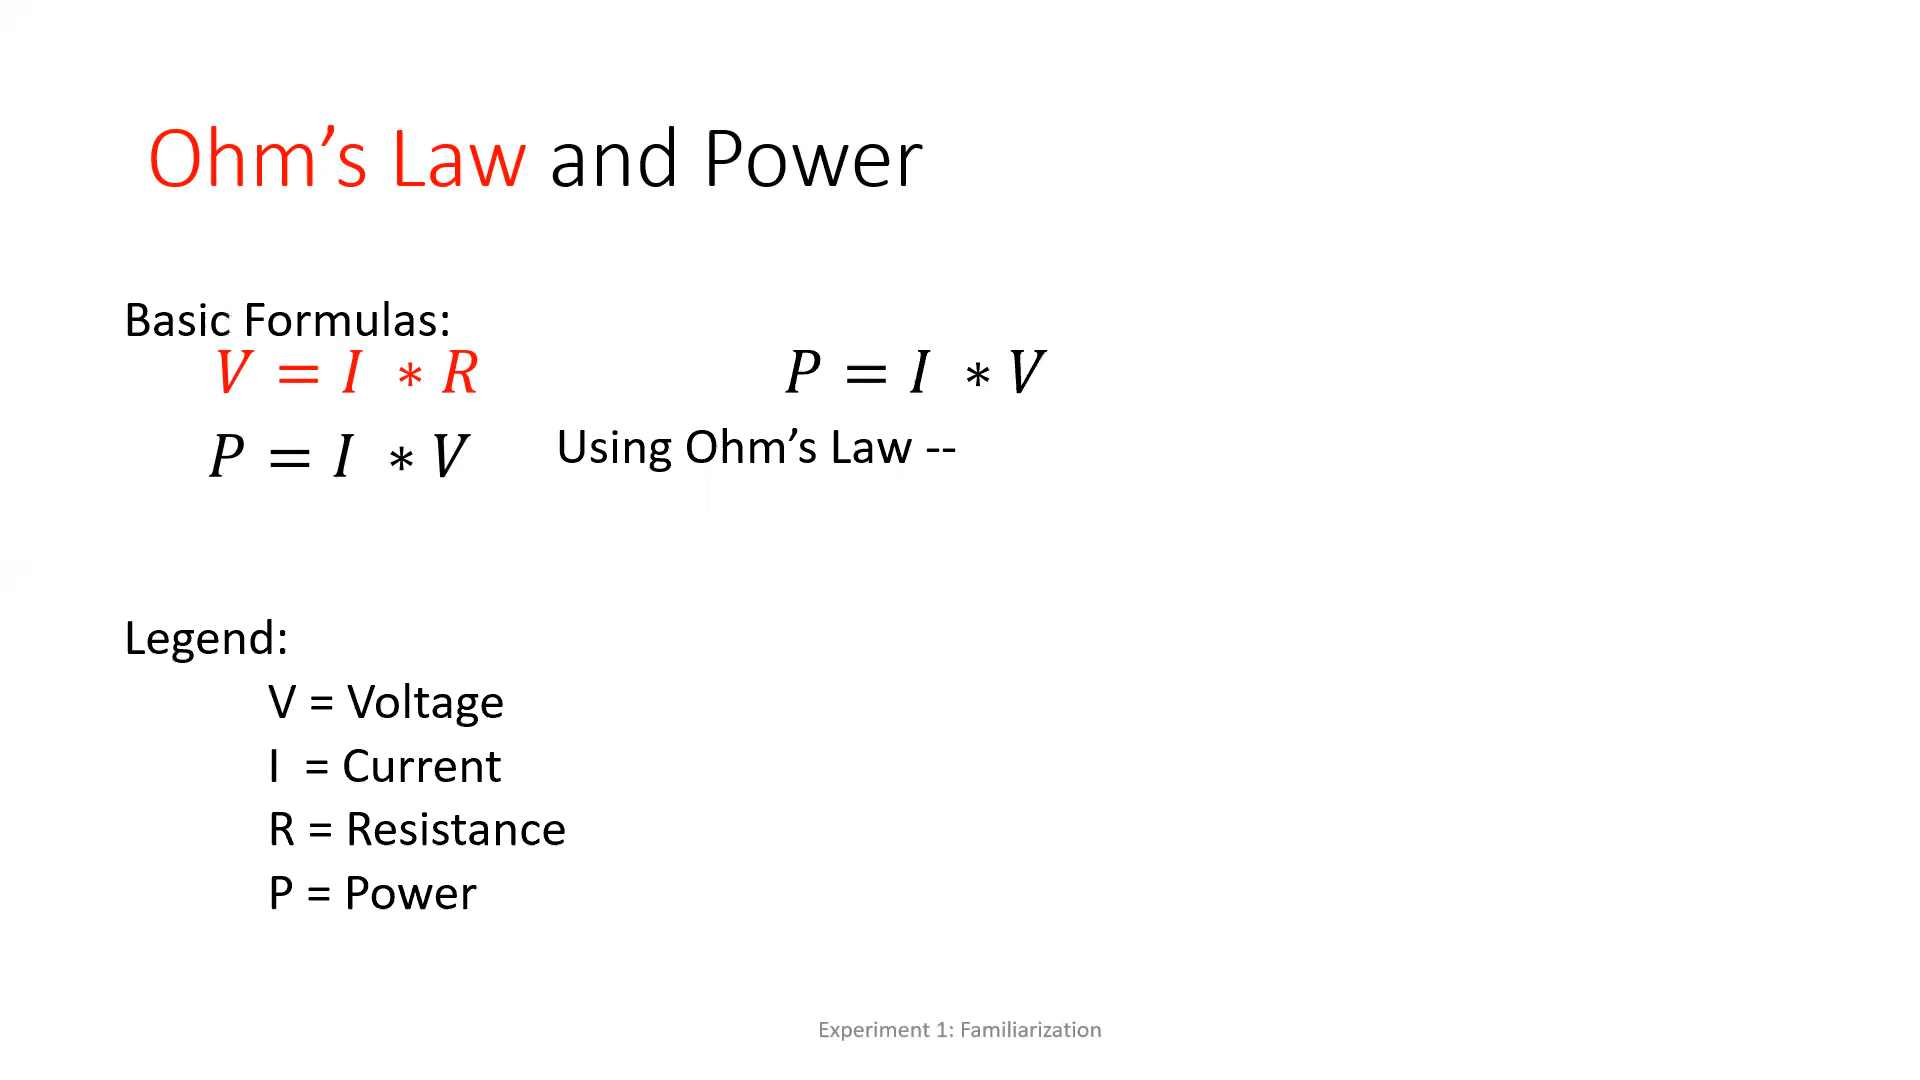 Ohm’s Law and Power
Basic Formulas:
V = I * R
P = I * V
P = I * V
Using Ohm’s Law --
Legend:
V = Voltage
I = Current
R = Resistance
P = Power
Experiment 1: Familiarization